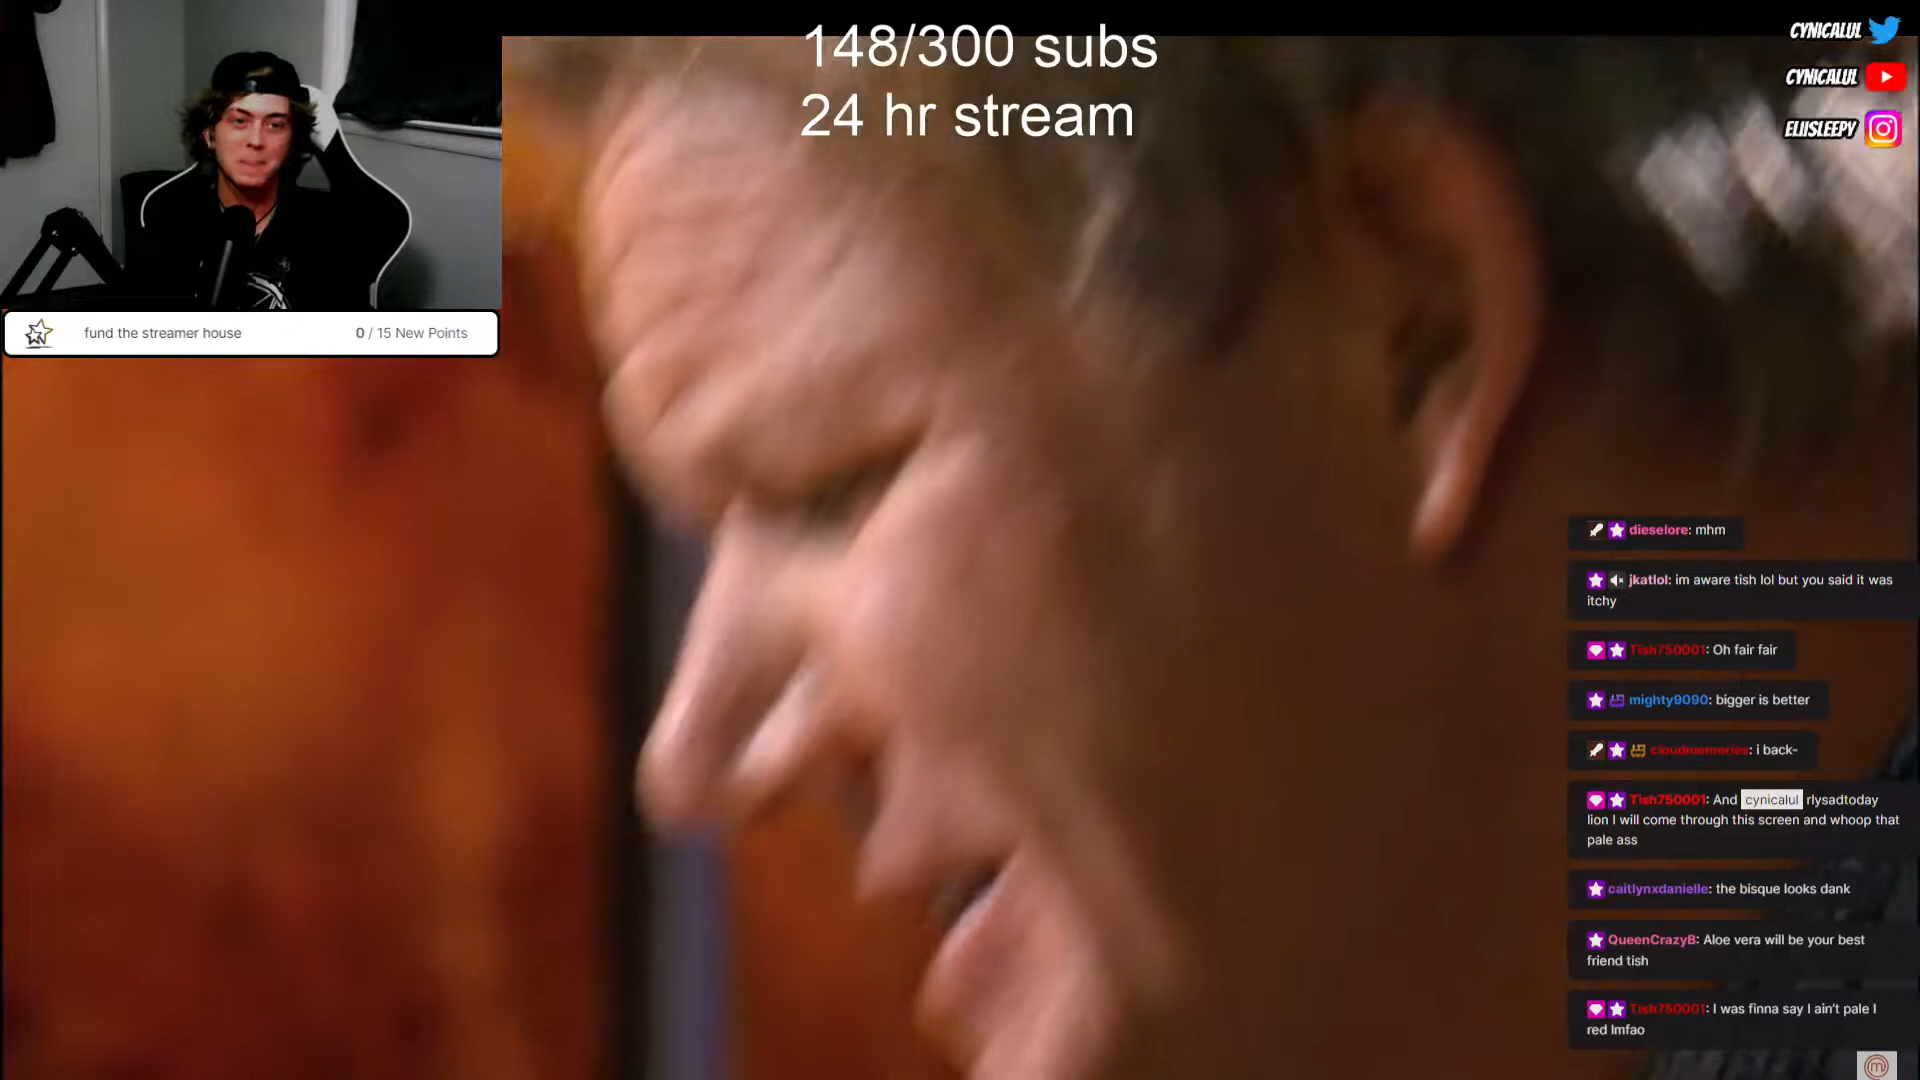 148/300 subs
24 hr stream
CYNICALUL
CYNICALUL
ELIISLEEPY
fund the streamer house 0 / 15 New Points
dieselore: mhm
jkatlol: im aware tish lol but you said it was
itchy
Tish750001: Oh fair fair
mighty9090: bigger is better
cloudmemories: i back-
Tish750001: And cynicalul rlysadtoday
lion I will come through this screen and whoop that
pale ass
caitlynxdanielle: the bisque looks dank
QueenCrazyB: Aloe vera will be your best
friend tish
Tish750001: I was finna say I ain't pale I
red lmfao